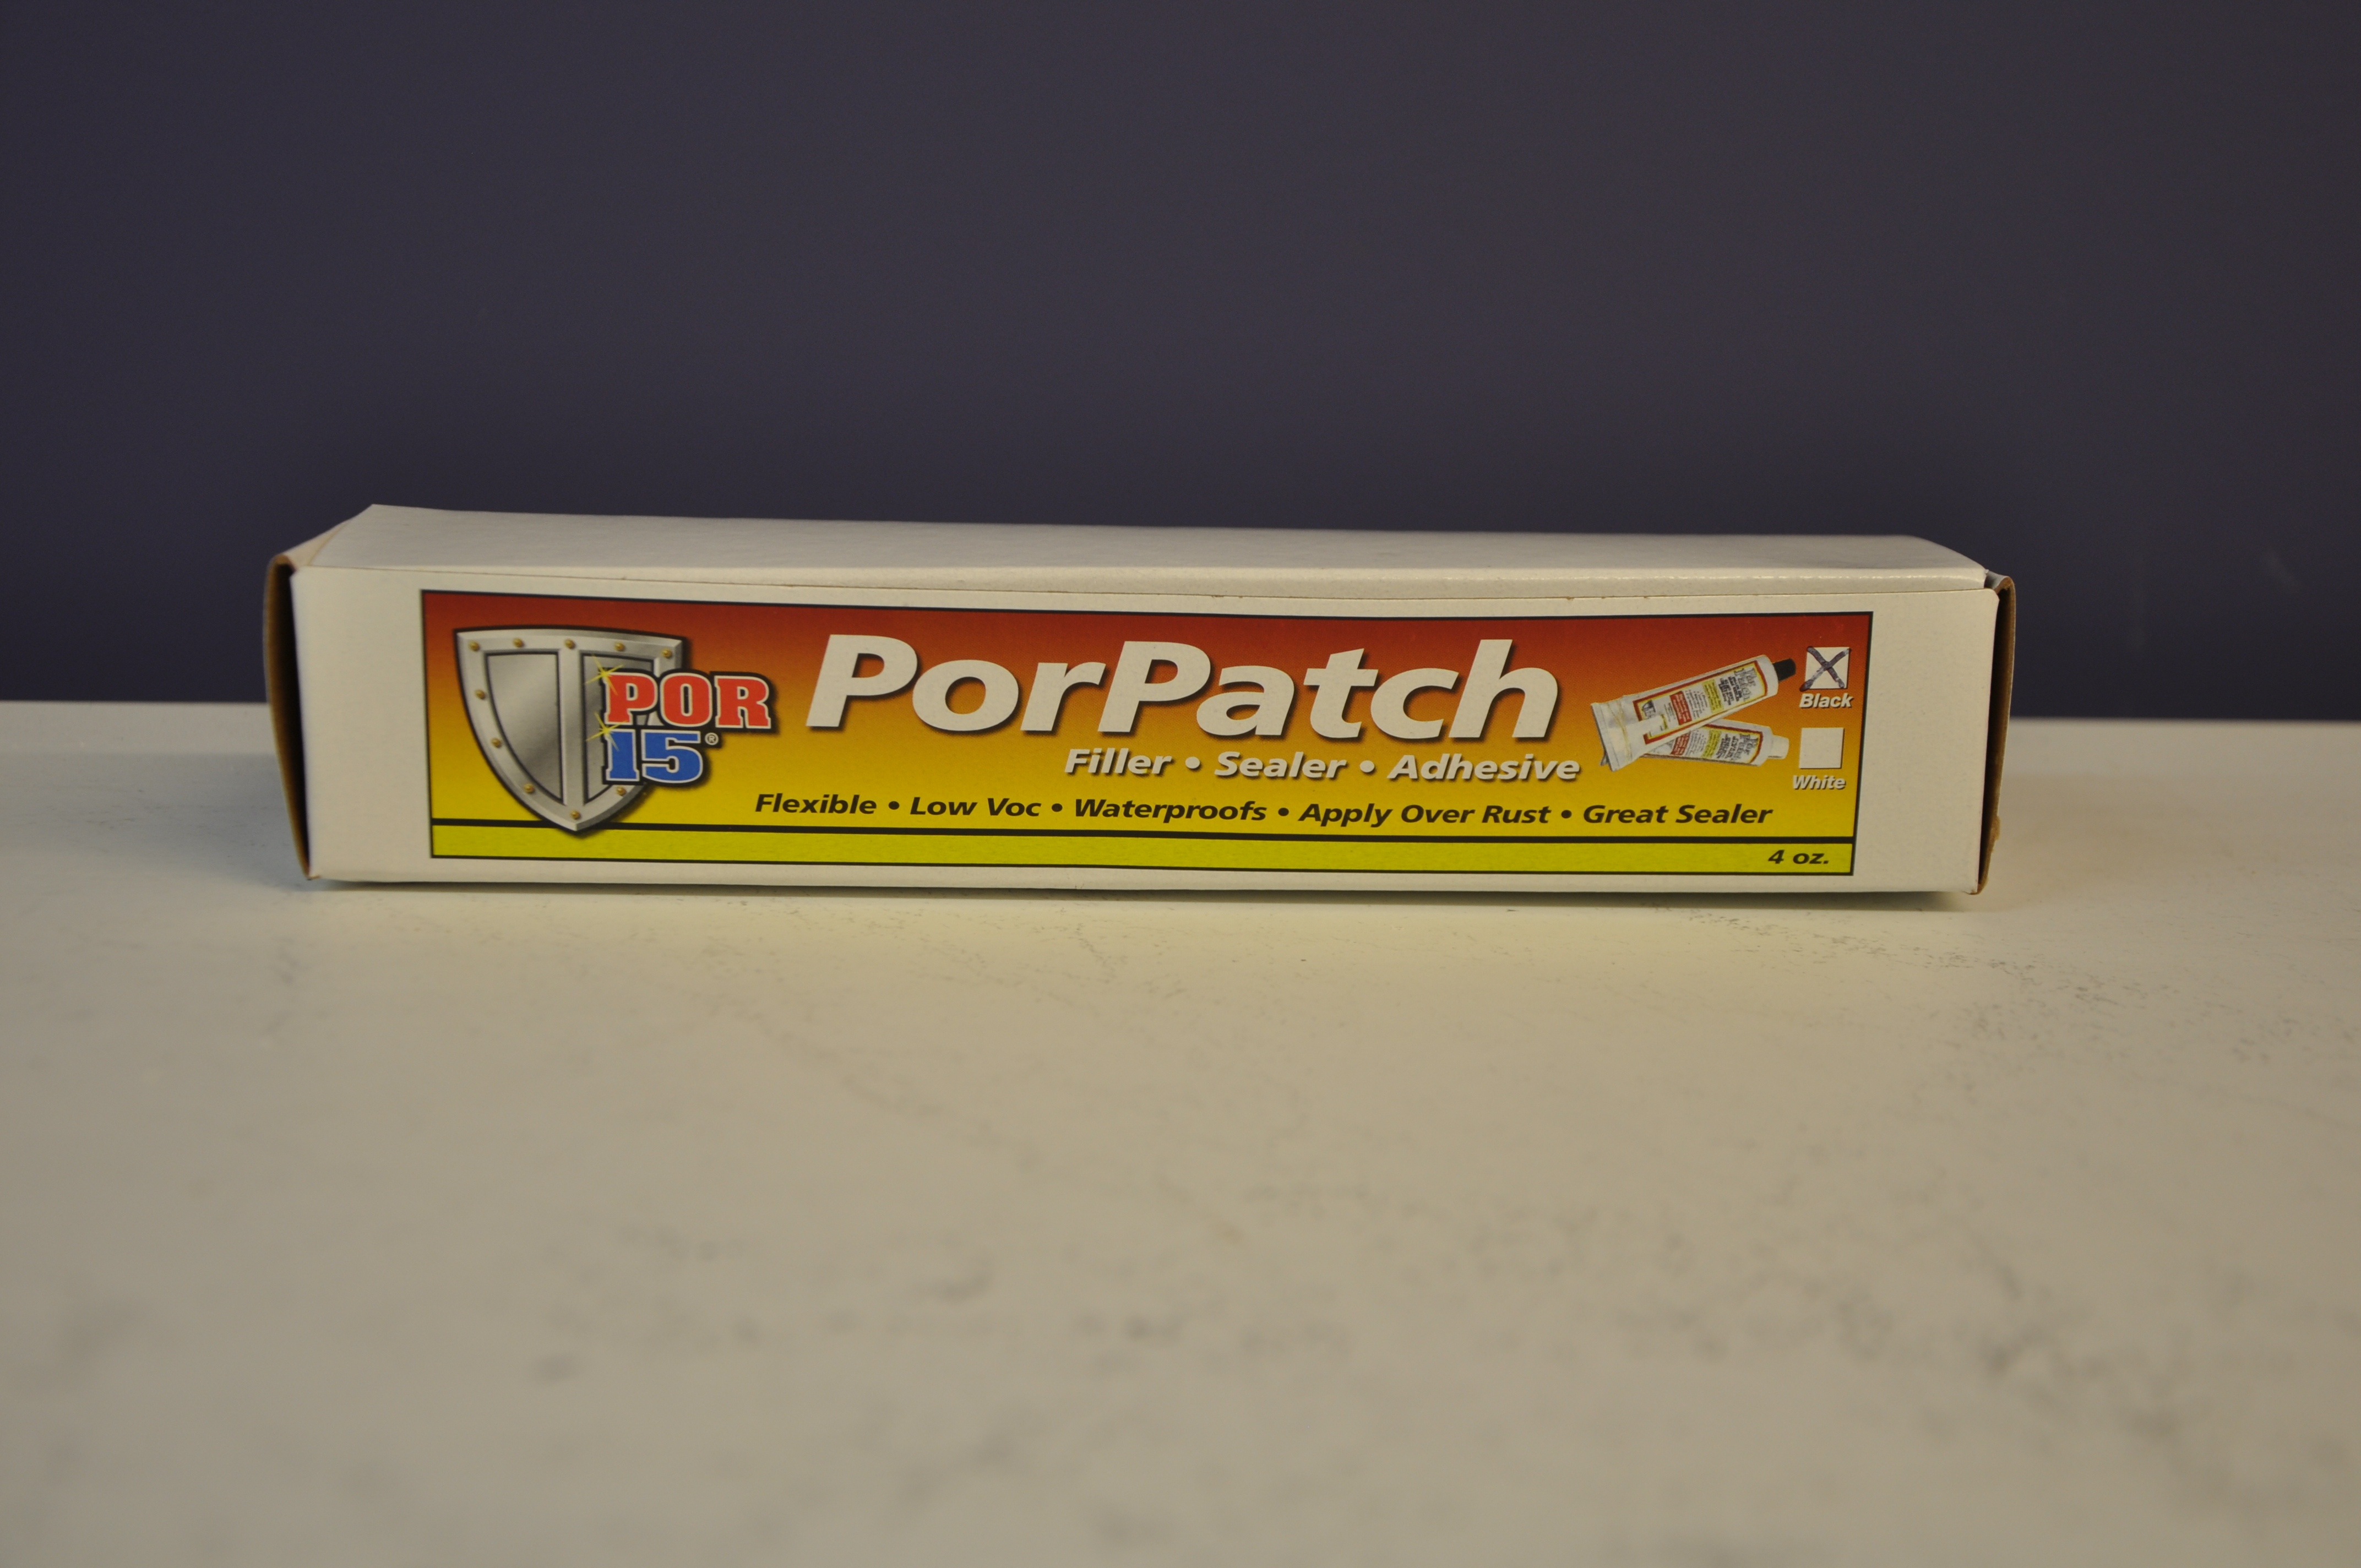 POR
15®
PorPatch
Filler • Sealer • Adhesive
Flexible • Low Voc • Waterproofs • Apply Over Rust • Great Sealer
Black
White
4 oz.